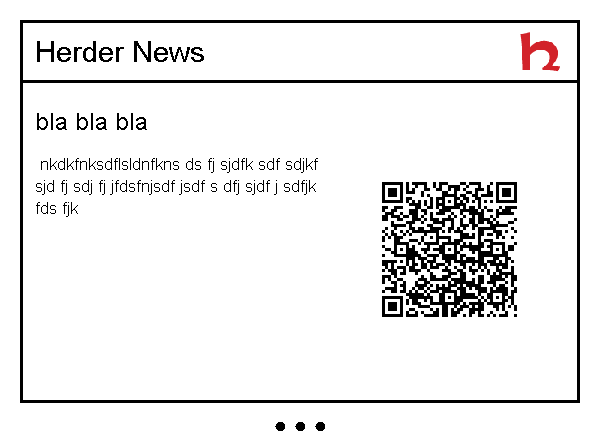 Herder News
h
bla bla bla
nkdkfnksdflsldnfkns ds fj sjdfk sdf sdjkf
sjd fj sdj fj jfdsfnjsdf jsdf s dfj sjdf j sdfjk
fds fjk